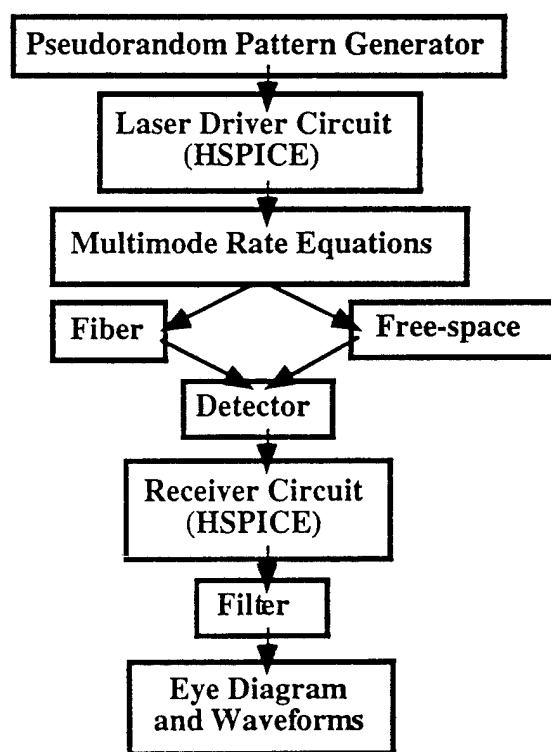 Pseudorandom Pattern Generator
Laser Driver Circuit
(HSPICE)
Multimode Rate Equations
Fiber
Free-space
Detector
Receiver Circuit
(HSPICE)
Filter
Eye Diagram
and Waveforms